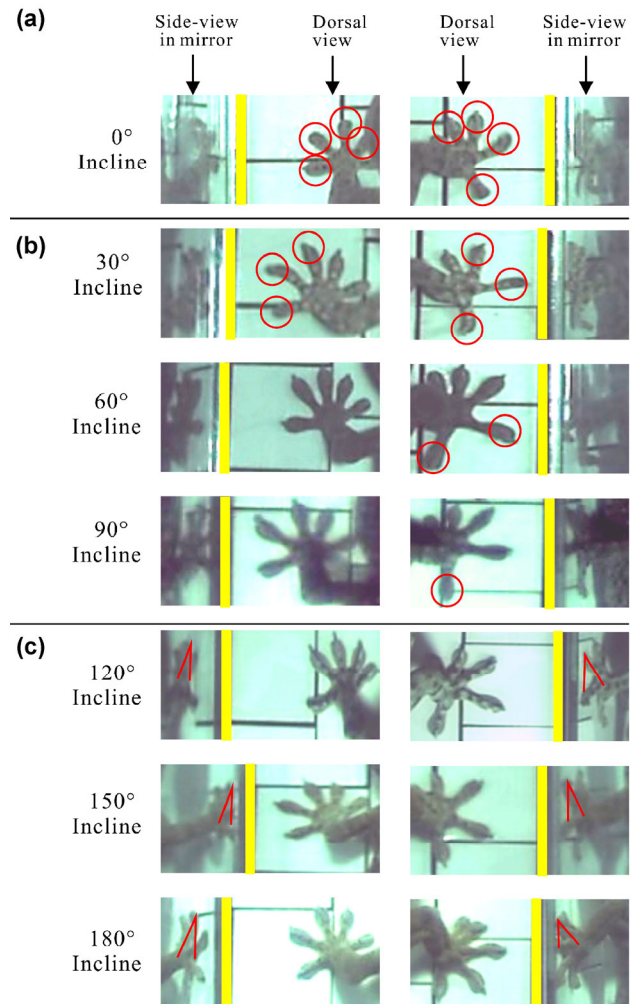 (a)
Side-view
in mirror
Dorsal
view
Dorsal
view
Side-view
in mirror
0°
Incline
(b)
30°
Incline
60°
Incline
90°
Incline
(c)
120°
Incline
150°
Incline
180°
Incline